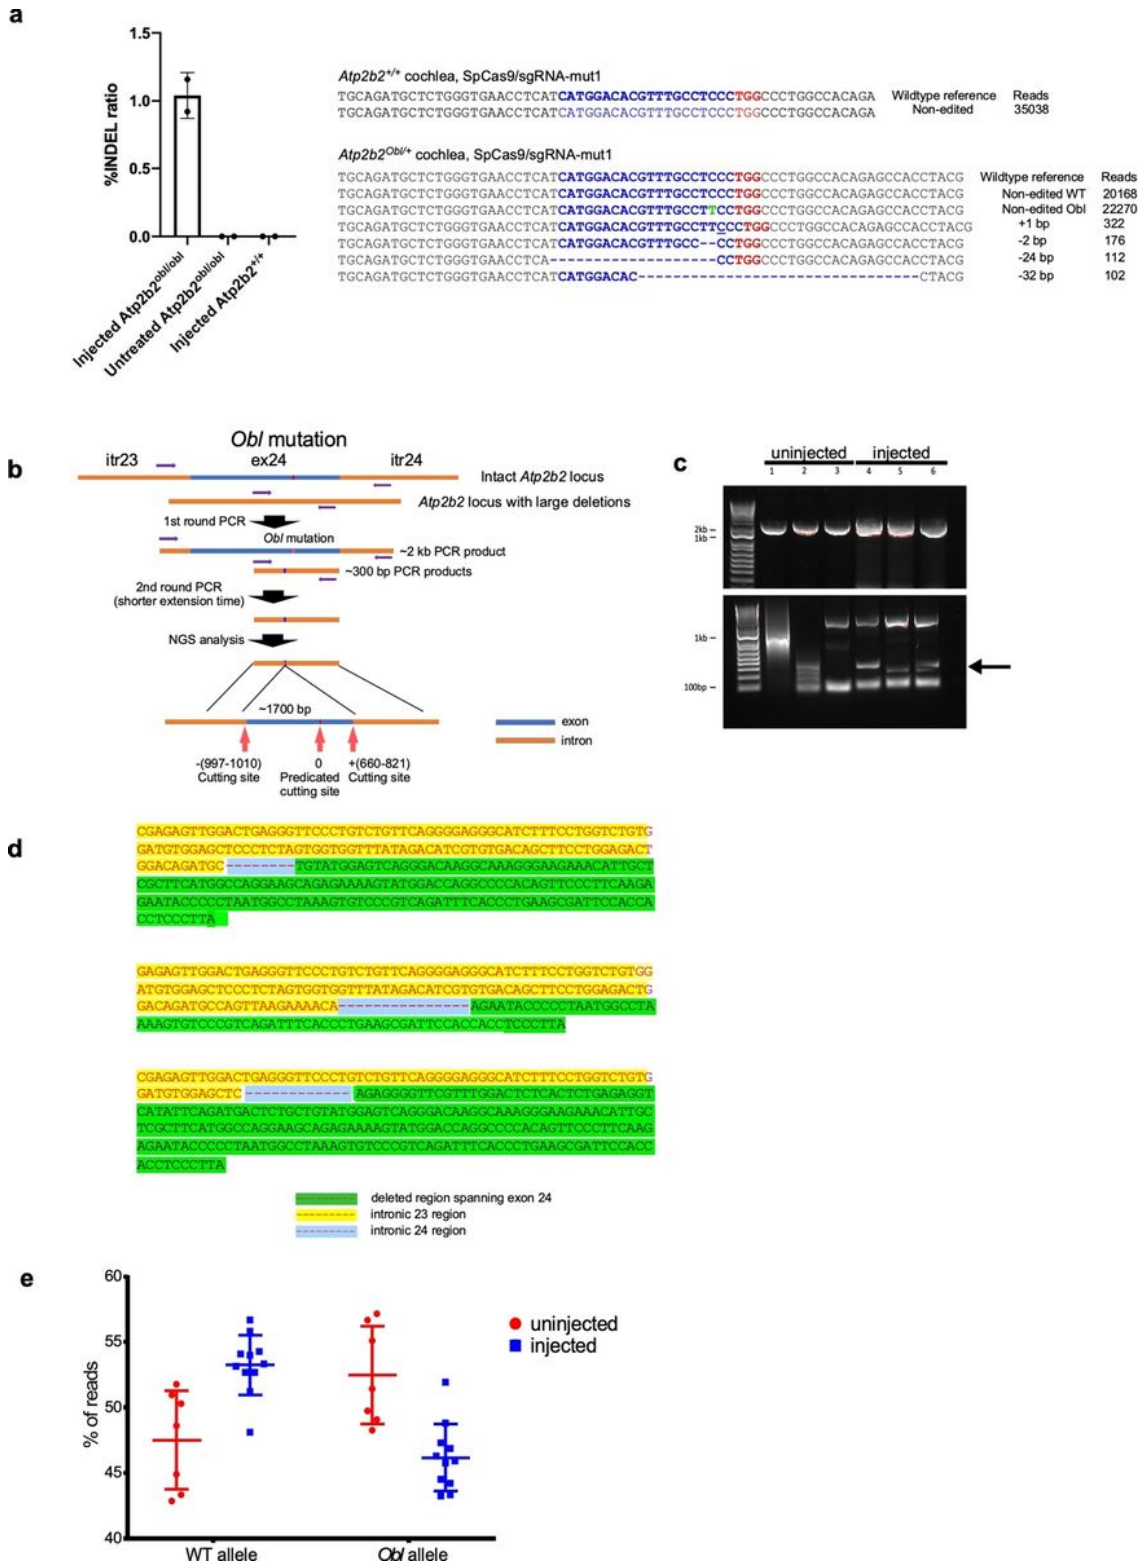 a
1.5
1.0
0.5
0.0
%INDEL ratio
Injected Atp2b2obl/obl
Untreated Atp2b2obl/obl
Injected Atp2b2+/+
Atp2b2+/+ cochlea, SpCas9/sgRNA-mut1
TGCAGATGCTCTGGGTGAACCTCATCATGGACACGTTTGCCTCCCTGGCCCTGGCCACAGA Wildtype reference Reads
TGCAGATGCTCTGGGTGAACCTCATCATGGACACGTTTGCCTCCCTGGCCCTGGCCACAGA Non-edited 35038
Atp2b2Obl/+ cochlea, SpCas9/sgRNA-mut1
TGCAGATGCTCTGGGTGAACCTCATCATGGACACGTTTGCCTCCCTGGCCCTGGCCACAGAGCCACCTACG Wildtype reference Reads
TGCAGATGCTCTGGGTGAACCTCATCATGGACACGTTTGCCTCCCTGGCCCTGGCCACAGAGCCACCTACG Non-edited WT 20168
TGCAGATGCTCTGGGTGAACCTCATCATGGACACGTTTGCCTTCCTGGCCCTGGCCACAGAGCCACCTACG Non-edited Obl 22270
TGCAGATGCTCTGGGTGAACCTCATCATGGACACGTTTGCCTTCCCTGGCCCTGGCCACAGAGCCACCTACG +1 bp 322
TGCAGATGCTCTGGGTGAACCTCATCATGGACACGTTTGCC--CCTGGCCCTGGCCACAGAGCCACCTACG -2 bp 176
TGCAGATGCTCTGGGTGAACCTCA-------------------CCTGGCCCTGGCCACAGAGCCACCTACG -24 bp 112
TGCAGATGCTCTGGGTGAACCTCATCATGGACAC--------------------------------CTACG -32 bp 102
b
Obl mutation
itr23 ex24 itr24
Intact Atp2b2 locus
Atp2b2 locus with large deletions
1st round PCR
Obl mutation
~2 kb PCR product
~300 bp PCR products
2nd round PCR
(shorter extension time)
NGS analysis
~1700 bp
exon
intron
-(997-1010) 0 +(660-821)
Cutting site Predicated Cutting site
cutting site
c
uninjected injected
1 2 3 4 5 6
2kb
1kb
1kb
100bp
d
CGAGAGTTGGACTGAGGGTTCCCTGTCTGTTCAGGGGAGGGCATCTTTCCTGGTCTGTG
GATGTGGAGCTCCCTCTAGTGGTGGTTTATAGACATCGTGTGACAGCTTCCTGGAGACT
GGACAGATGC--------TGTATGGAGTCAGGGACAAGGCAAAGGGAAGAAACATTGCT
CGCTTCATGGCCAGGAAGCAGAGAAAAGTATGGACCAGGCCCCACAGTTCCCTTCAAGA
GAATACCCCCTAATGGCCTAAAGTGTCCCGTCAGATTTCACCCTGAAGCGATTCCACCA
CCTCCCTTA
GAGAGTTGGACTGAGGGTTCCCTGTCTGTTCAGGGGAGGGCATCTTTCCTGGTCTGTGG
ATGTGGAGCTCCCTCTAGTGGTGGTTTATAGACATCGTGTGACAGCTTCCTGGAGACTG
GACAGATGCCAGTTAAGAAAACA---------------AGAATACCCCCTAATGGCCTA
AAAGTGTCCCGTCAGATTTCACCCTGAAGCGATTCCACCACCTCCCTTA
CGAGAGTTGGACTGAGGGTTCCCTGTCTGTTCAGGGGAGGGCATCTTTCCTGGTCTGTG
GATGTGGAGCTC------------AGAGGGGTTCGTTTGGACTCTCACTCTGAGAGGT
CATATTCAGATGACTCTGCTGTATGGAGTCAGGGACAAGGCAAAGGGAAGAAACATTGC
TCGCTTCATGGCCAGGAAGCAGAGAAAAGTATGGACCAGGCCCCACAGTTCCCTTCAAG
AGAATACCCCCTAATGGCCTAAAGTGTCCCGTCAGATTTCACCCTGAAGCGATTCCACC
ACCTCCCTTA
deleted region spanning exon 24
intronic 23 region
intronic 24 region
e
60
55
50
45
40
% of reads
uninjected
injected
WT allele Obl allele